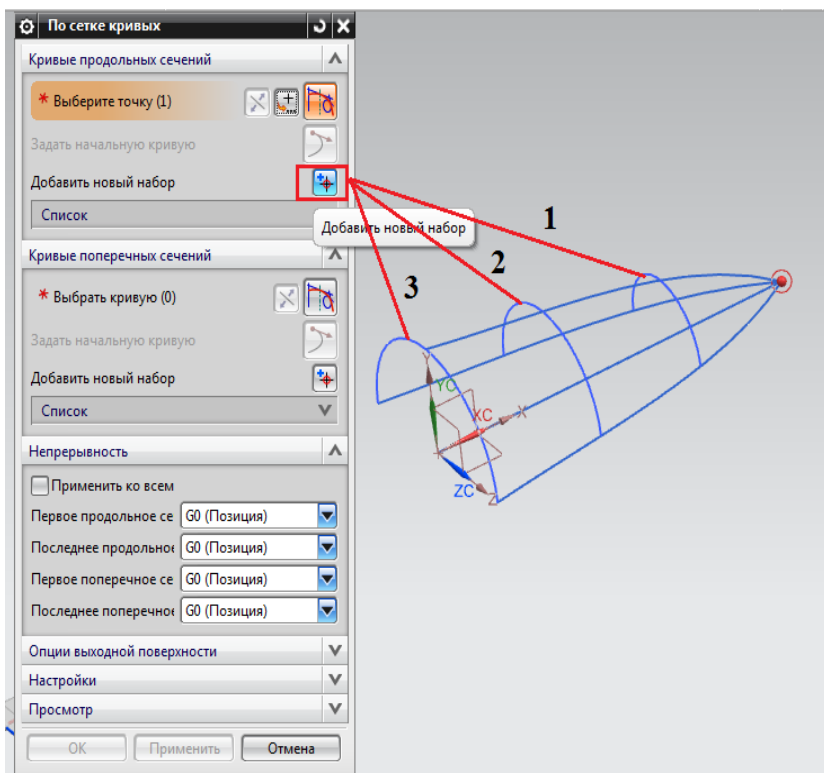 По сетке кривых
Кривые продольных сечений
* Выберите точку (1)
Задать начальную кривую
Добавить новый набор
Список
Добавить новый набор
Кривые поперечных сечений
* Выбрать кривую (0)
Задать начальную кривую
Добавить новый набор
Список
Непрерывность
Применить ко всем
Первое продольное се G0 (Позиция)
Последнее продольное G0 (Позиция)
Первое поперечное се G0 (Позиция)
Последнее поперечное G0 (Позиция)
Опции выходной поверхности
Настройки
Просмотр
ОК Применить Отмена
1
2
3
Y
YC
XC
X
ZC
Z